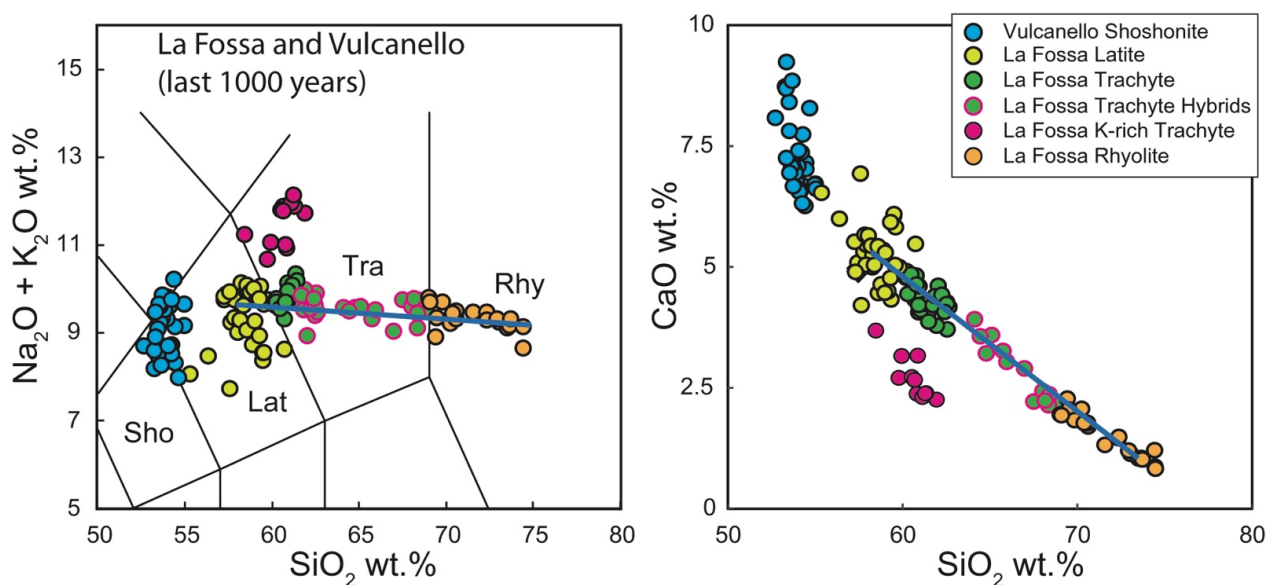 La Fossa and Vulcanello
(last 1000 years)
Na₂O + K₂O wt.%
15
13
11
9
7
5
Sho
Lat
Tra
Rhy
50
55
60
65
70
75
80
SiO₂ wt.%
CaO wt.%
10
7.5
5
2.5
0
50
60
70
80
SiO₂ wt.%
Vulcanello Shoshonite
La Fossa Latite
La Fossa Trachyte
La Fossa Trachyte Hybrids
La Fossa K-rich Trachyte
La Fossa Rhyolite